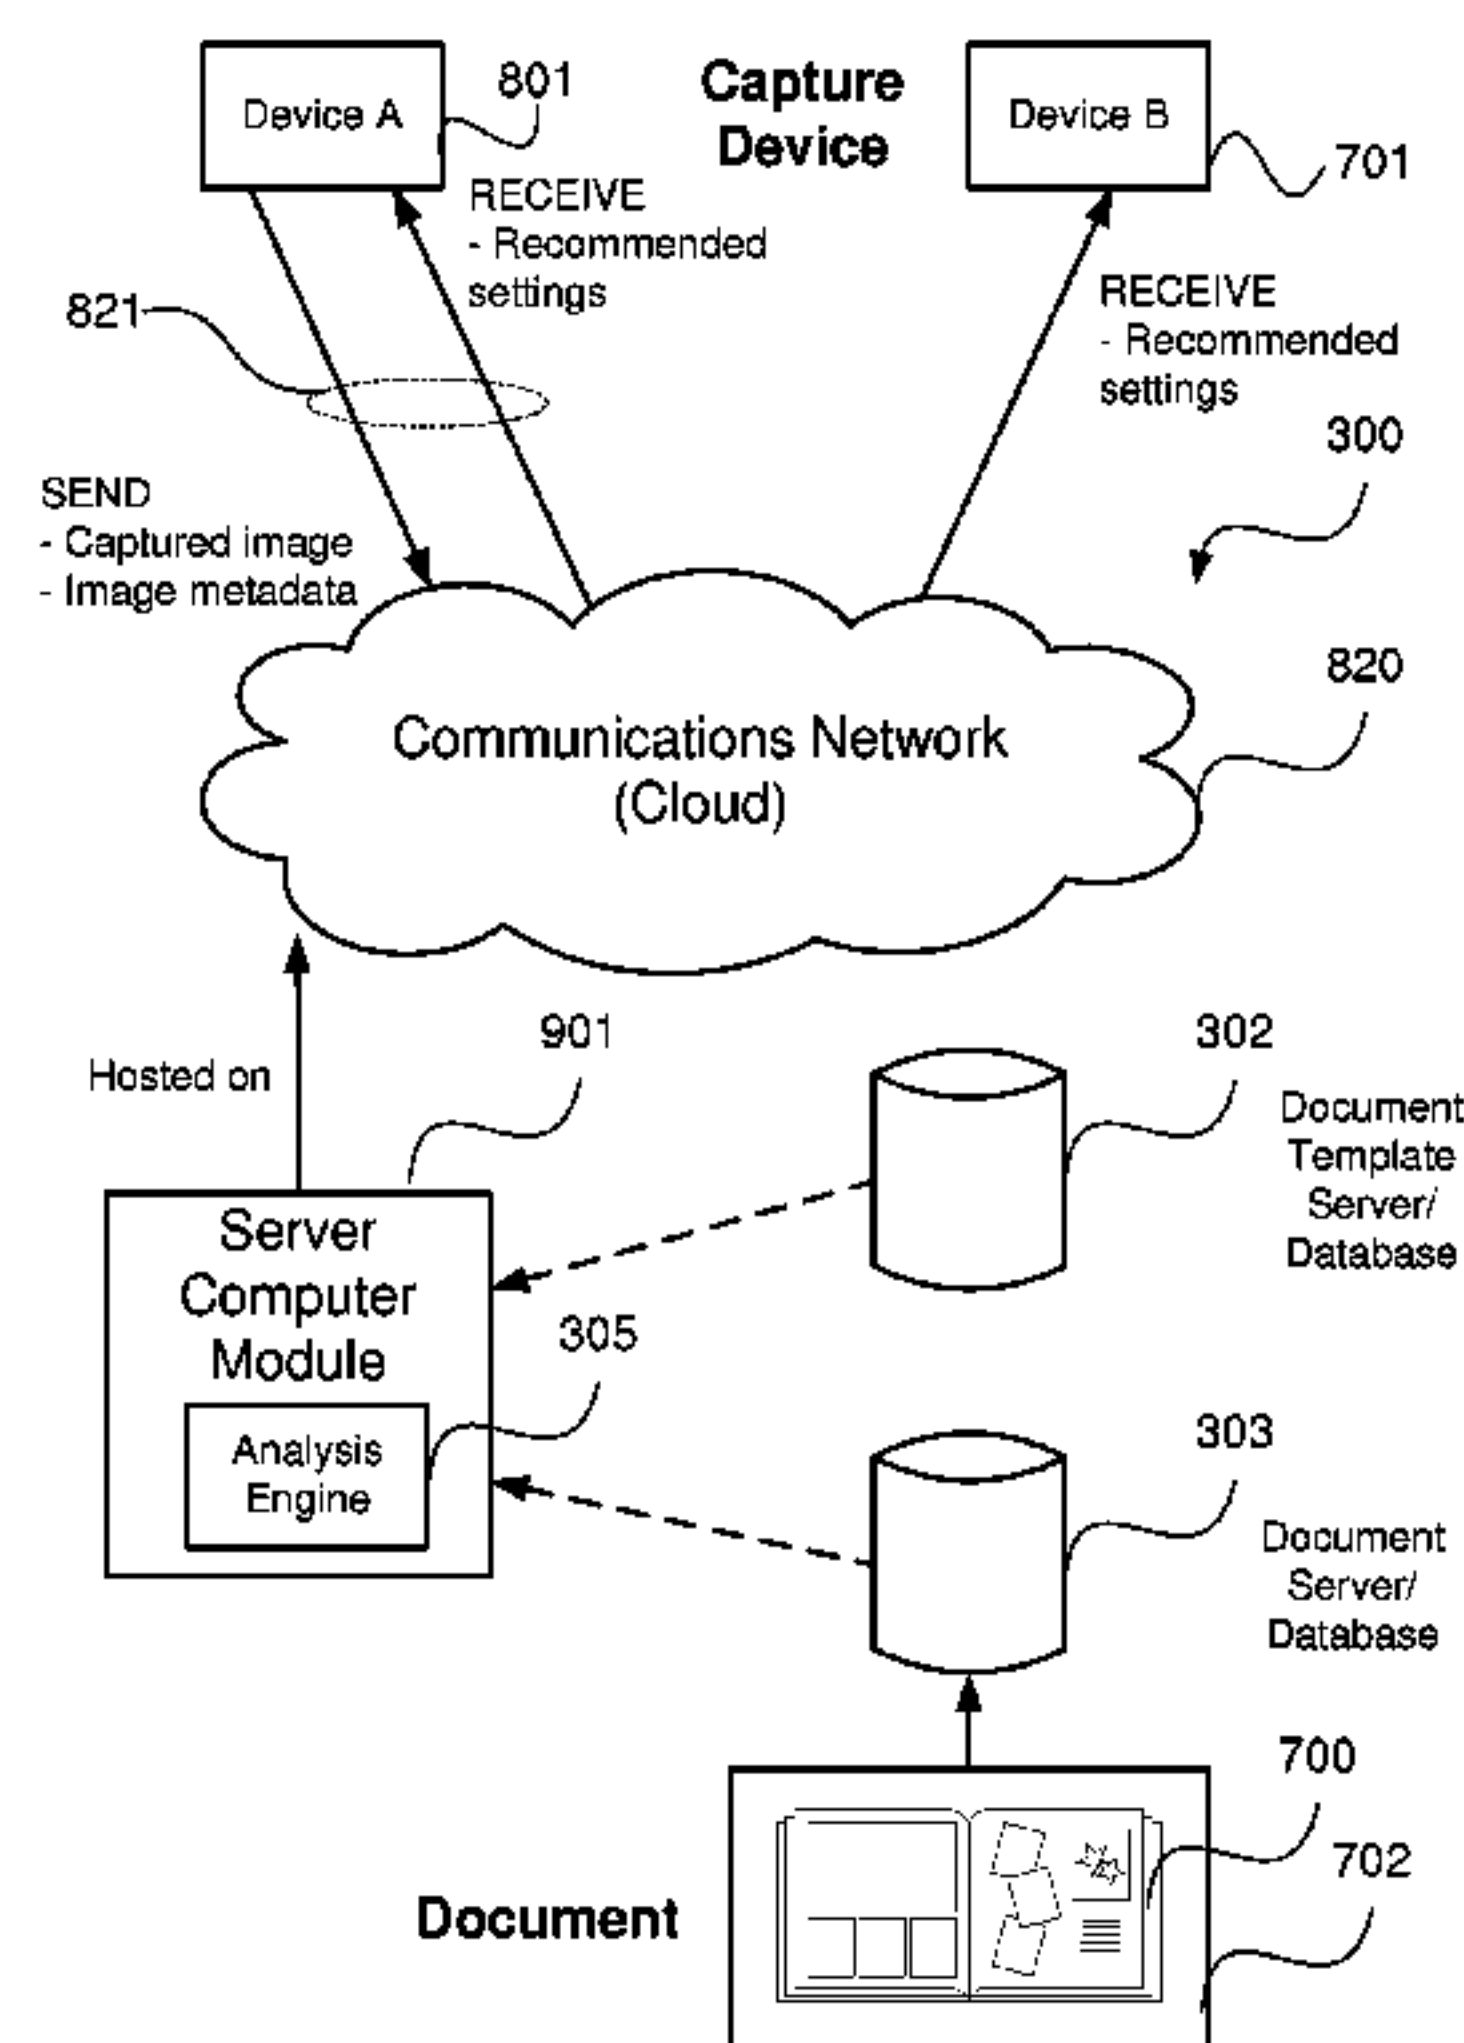 Device A
801
Capture
Device
Device B
701
RECEIVE
- Recommended
settings
821
RECEIVE
- Recommended
settings
300
SEND
- Captured image
- Image metadata
820
Communications Network
(Cloud)
Hosted on
901
302
Document
Template
Server/
Database
Server
Computer
Module
305
Analysis
Engine
303
Document
Server/
Database
700
702
Document